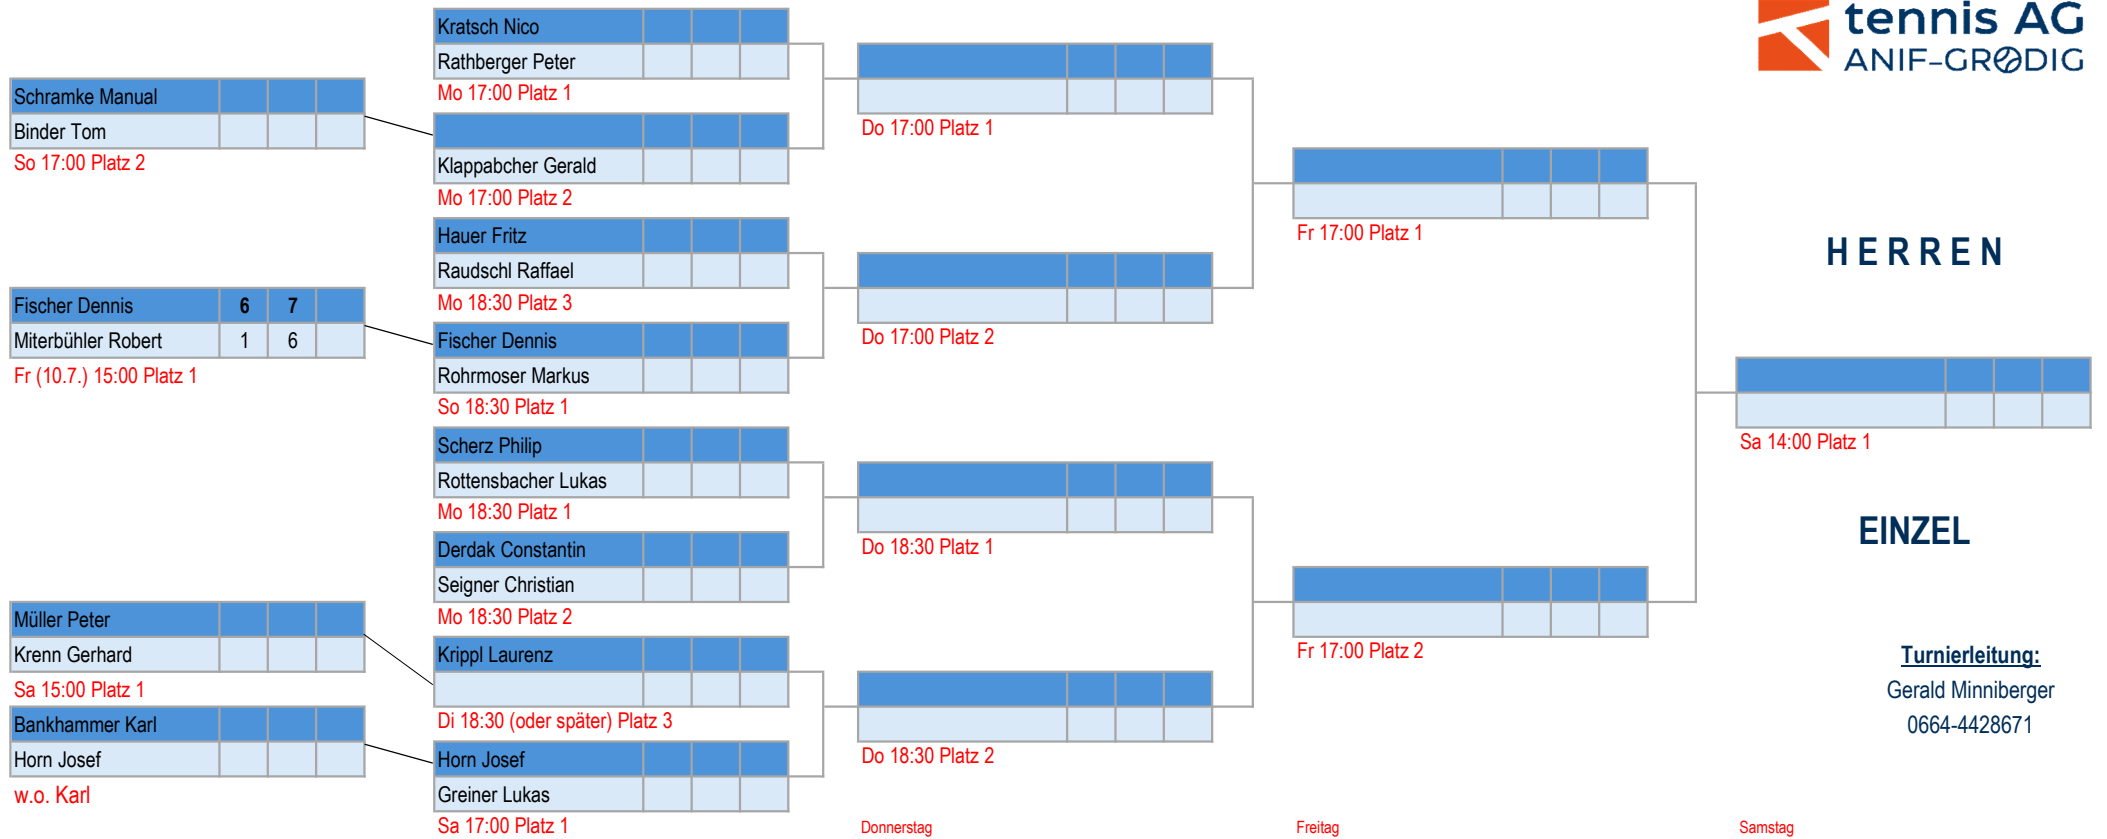 tennis AG
ANIF-GRØDIG
Schramke Manual
Binder Tom
So 17:00 Platz 2
Fischer Dennis 6 7
Miterbühler Robert 1 6
Fr (10.7.) 15:00 Platz 1
Müller Peter
Krenn Gerhard
Sa 15:00 Platz 1
Bankhammer Karl
Horn Josef
w.o. Karl
Kratsch Nico
Rathberger Peter
Mo 17:00 Platz 1
Klappabcher Gerald
Mo 17:00 Platz 2
Hauer Fritz
Raudschl Raffael
Mo 18:30 Platz 3
Fischer Dennis
Rohrmoser Markus
So 18:30 Platz 1
Scherz Philip
Rottensbacher Lukas
Mo 18:30 Platz 1
Derdak Constantin
Seigner Christian
Mo 18:30 Platz 2
Krippl Laurenz
Di 18:30 (oder später) Platz 3
Horn Josef
Greiner Lukas
Sa 17:00 Platz 1
Do 17:00 Platz 1
Do 17:00 Platz 2
Do 18:30 Platz 1
Do 18:30 Platz 2
Donnerstag
Fr 17:00 Platz 1
Fr 17:00 Platz 2
Freitag
Sa 14:00 Platz 1
Samstag
HERREN
EINZEL
Turnierleitung:
Gerald Minniberger
0664-4428671